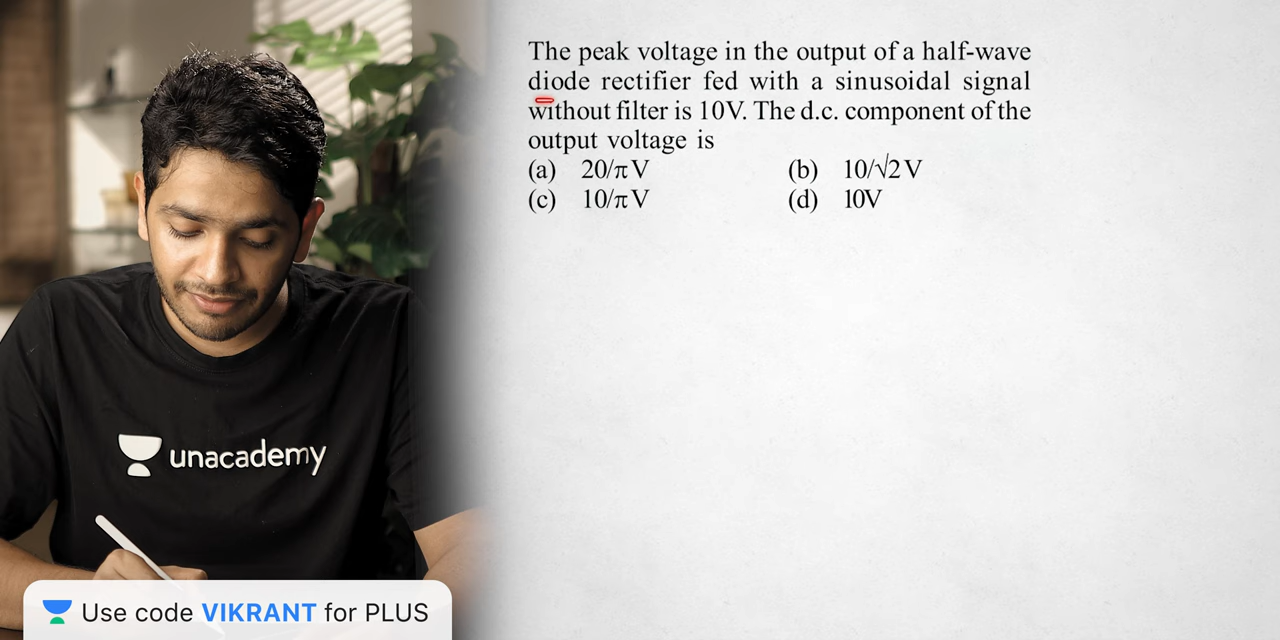 The peak voltage in the output of a half-wave
diode rectifier fed with a sinusoidal signal
without filter is 10V. The d.c. component of the
output voltage is
(a) 20/π V (b) 10/√2 V
(c) 10/π V (d) 10V
unacademy
Use code VIKRANT for PLUS